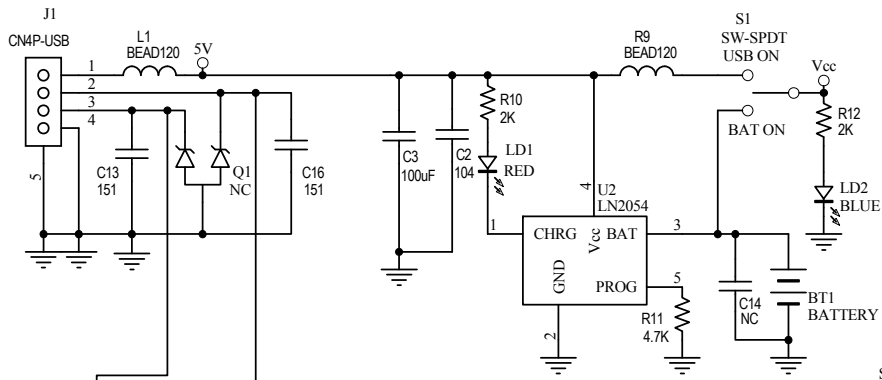 J1
CN4P-USB
1
2
3
4
5
L1
BEAD120
5V
C13
151
Q1
NC
C16
151
C3
100uF
C2
104
R10
2K
LD1
RED
R9
BEAD120
S1
SW-SPDT
USB ON
BAT ON
Vcc
R12
2K
LD2
BLUE
U2
LN2054
4
1
CHRG
Vcc
BAT
3
GND
PROG
5
2
R11
4.7K
C14
NC
BT1
BATTERY
S